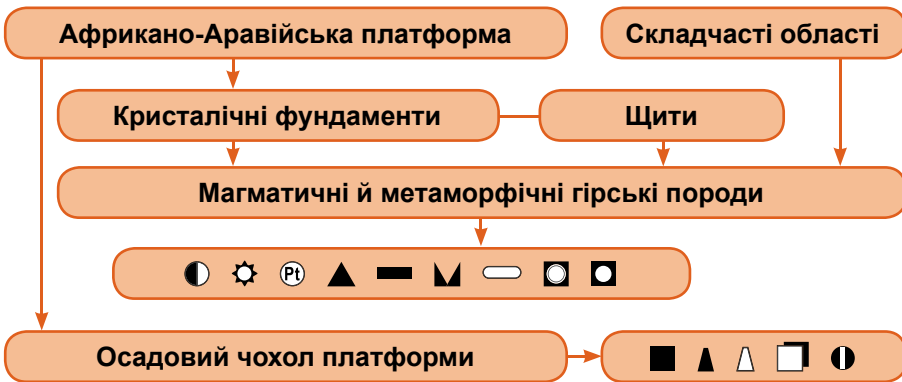 Африкано-Аравійська платформа
Складчасті області
Кристалічні фундаменти
Щити
Магматичні й метаморфічні гірські породи
Pt
Осадовий чохол платформи